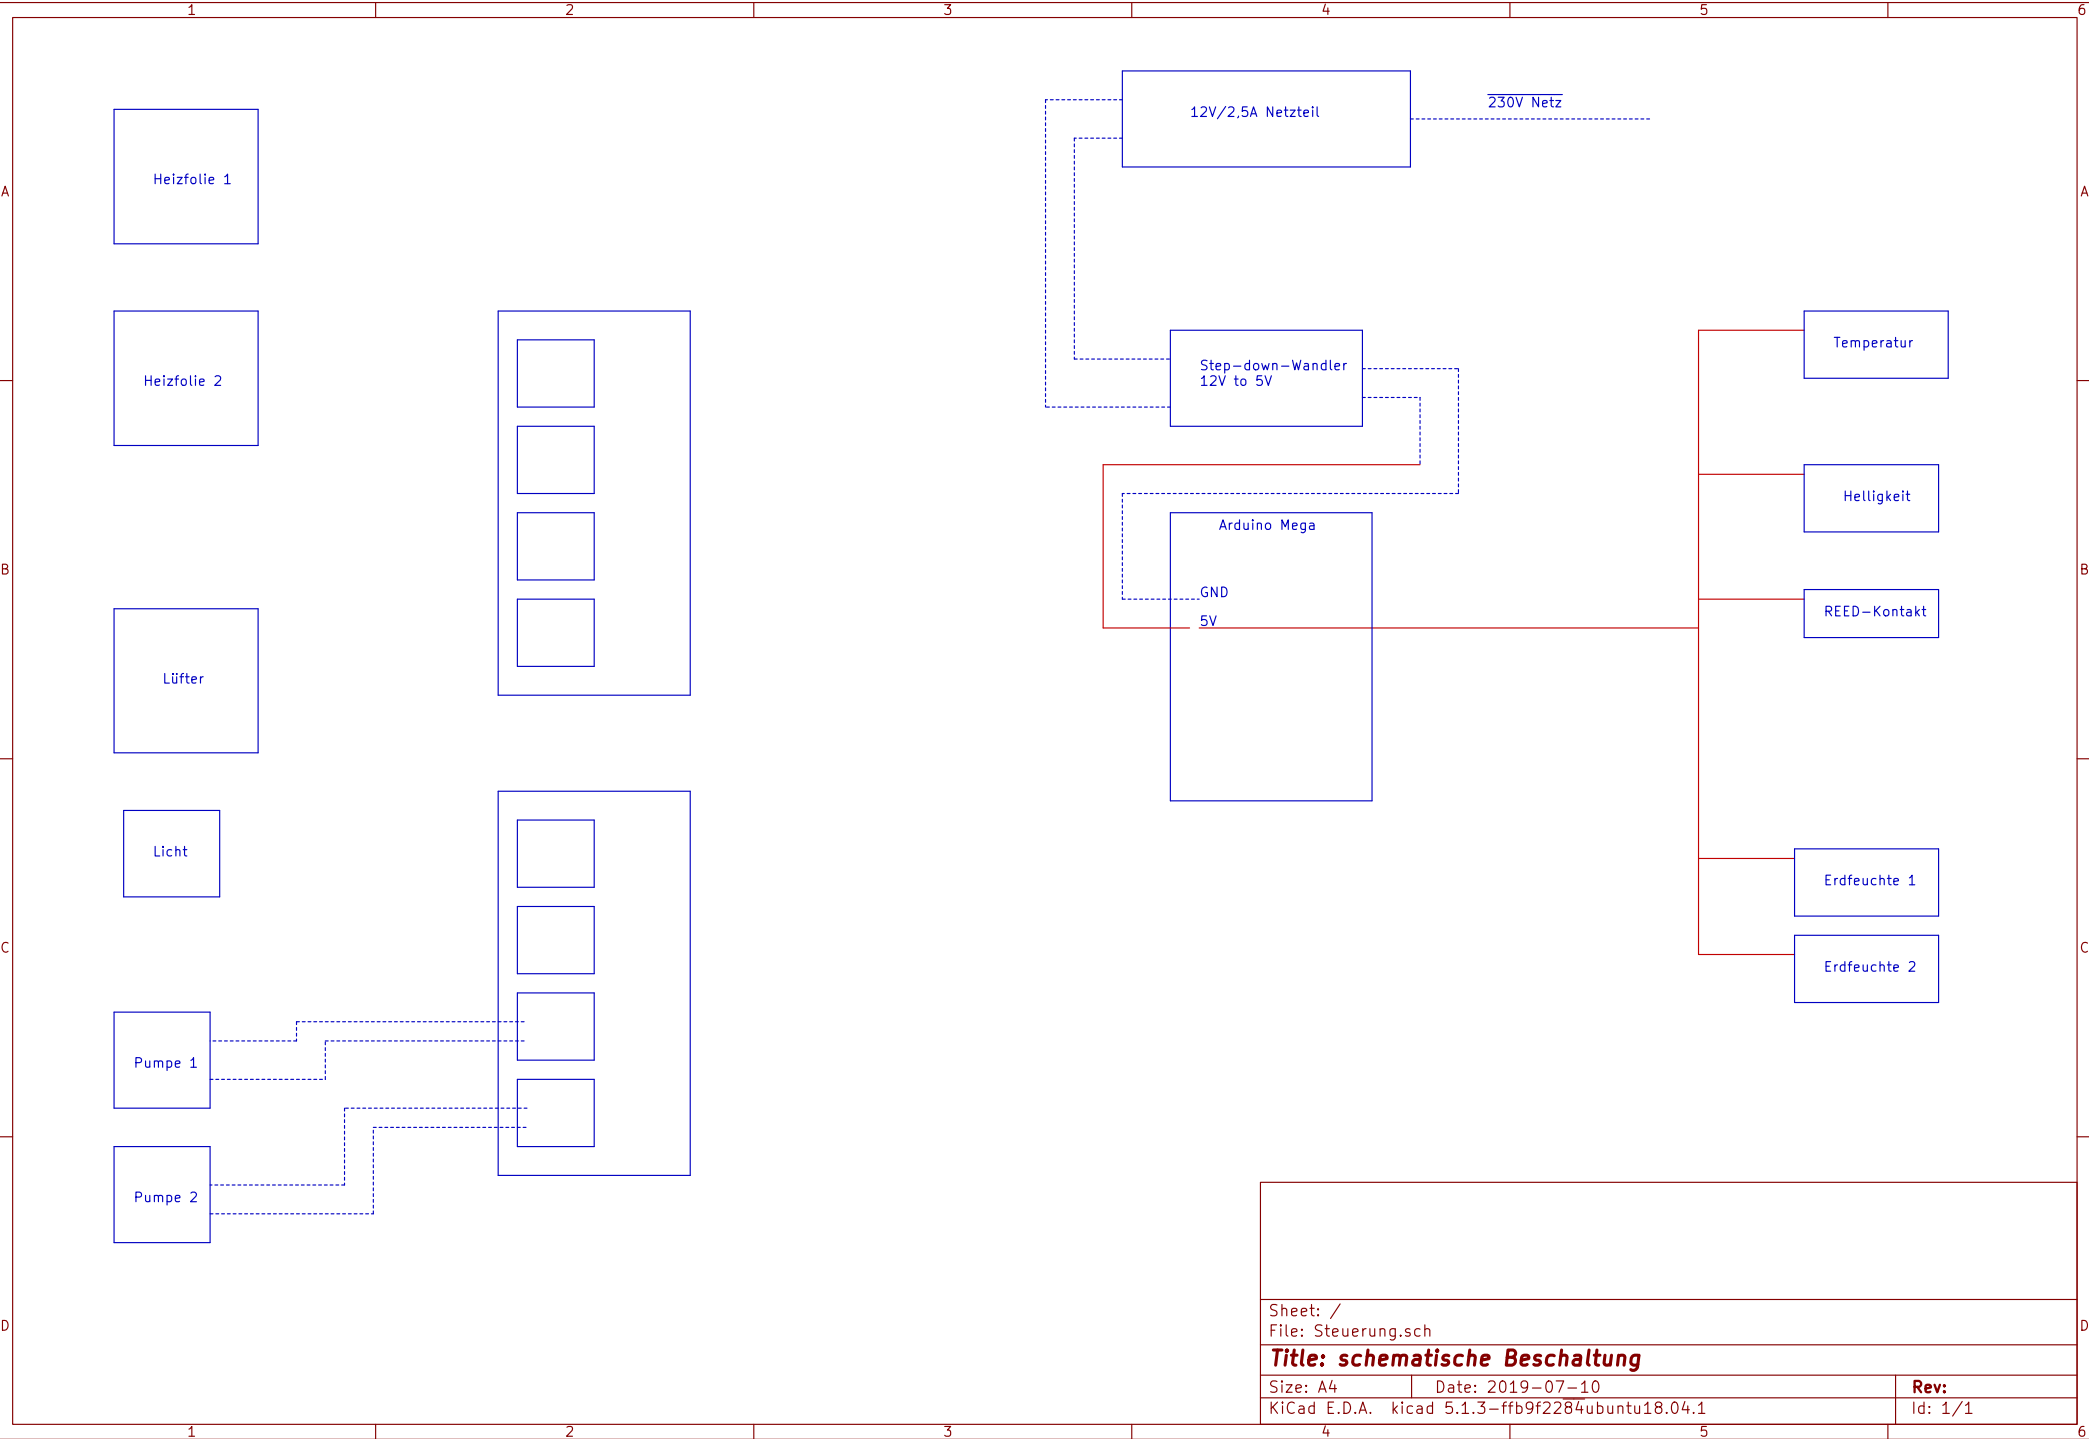 1 2 3 4 5 6
12V/2,5A Netzteil
230V Netz
Heizfolie 1
A A
Temperatur
Step-down-Wandler
12V to 5V
Heizfolie 2
Helligkeit
Arduino Mega
B B
GND
REED-Kontakt
5V
Lüfter
Licht
Erdfeuchte 1
C C
Erdfeuchte 2
Pumpe 1
Pumpe 2
Sheet: /
File: Steuerung.sch
D D
Title: schematische Beschaltung
Size: A4 Date: 2019-07-10 Rev:
KiCad E.D.A. kicad 5.1.3-ffb9f2284ubuntu18.04.1 Id: 1/1
1 2 3 4 5 6